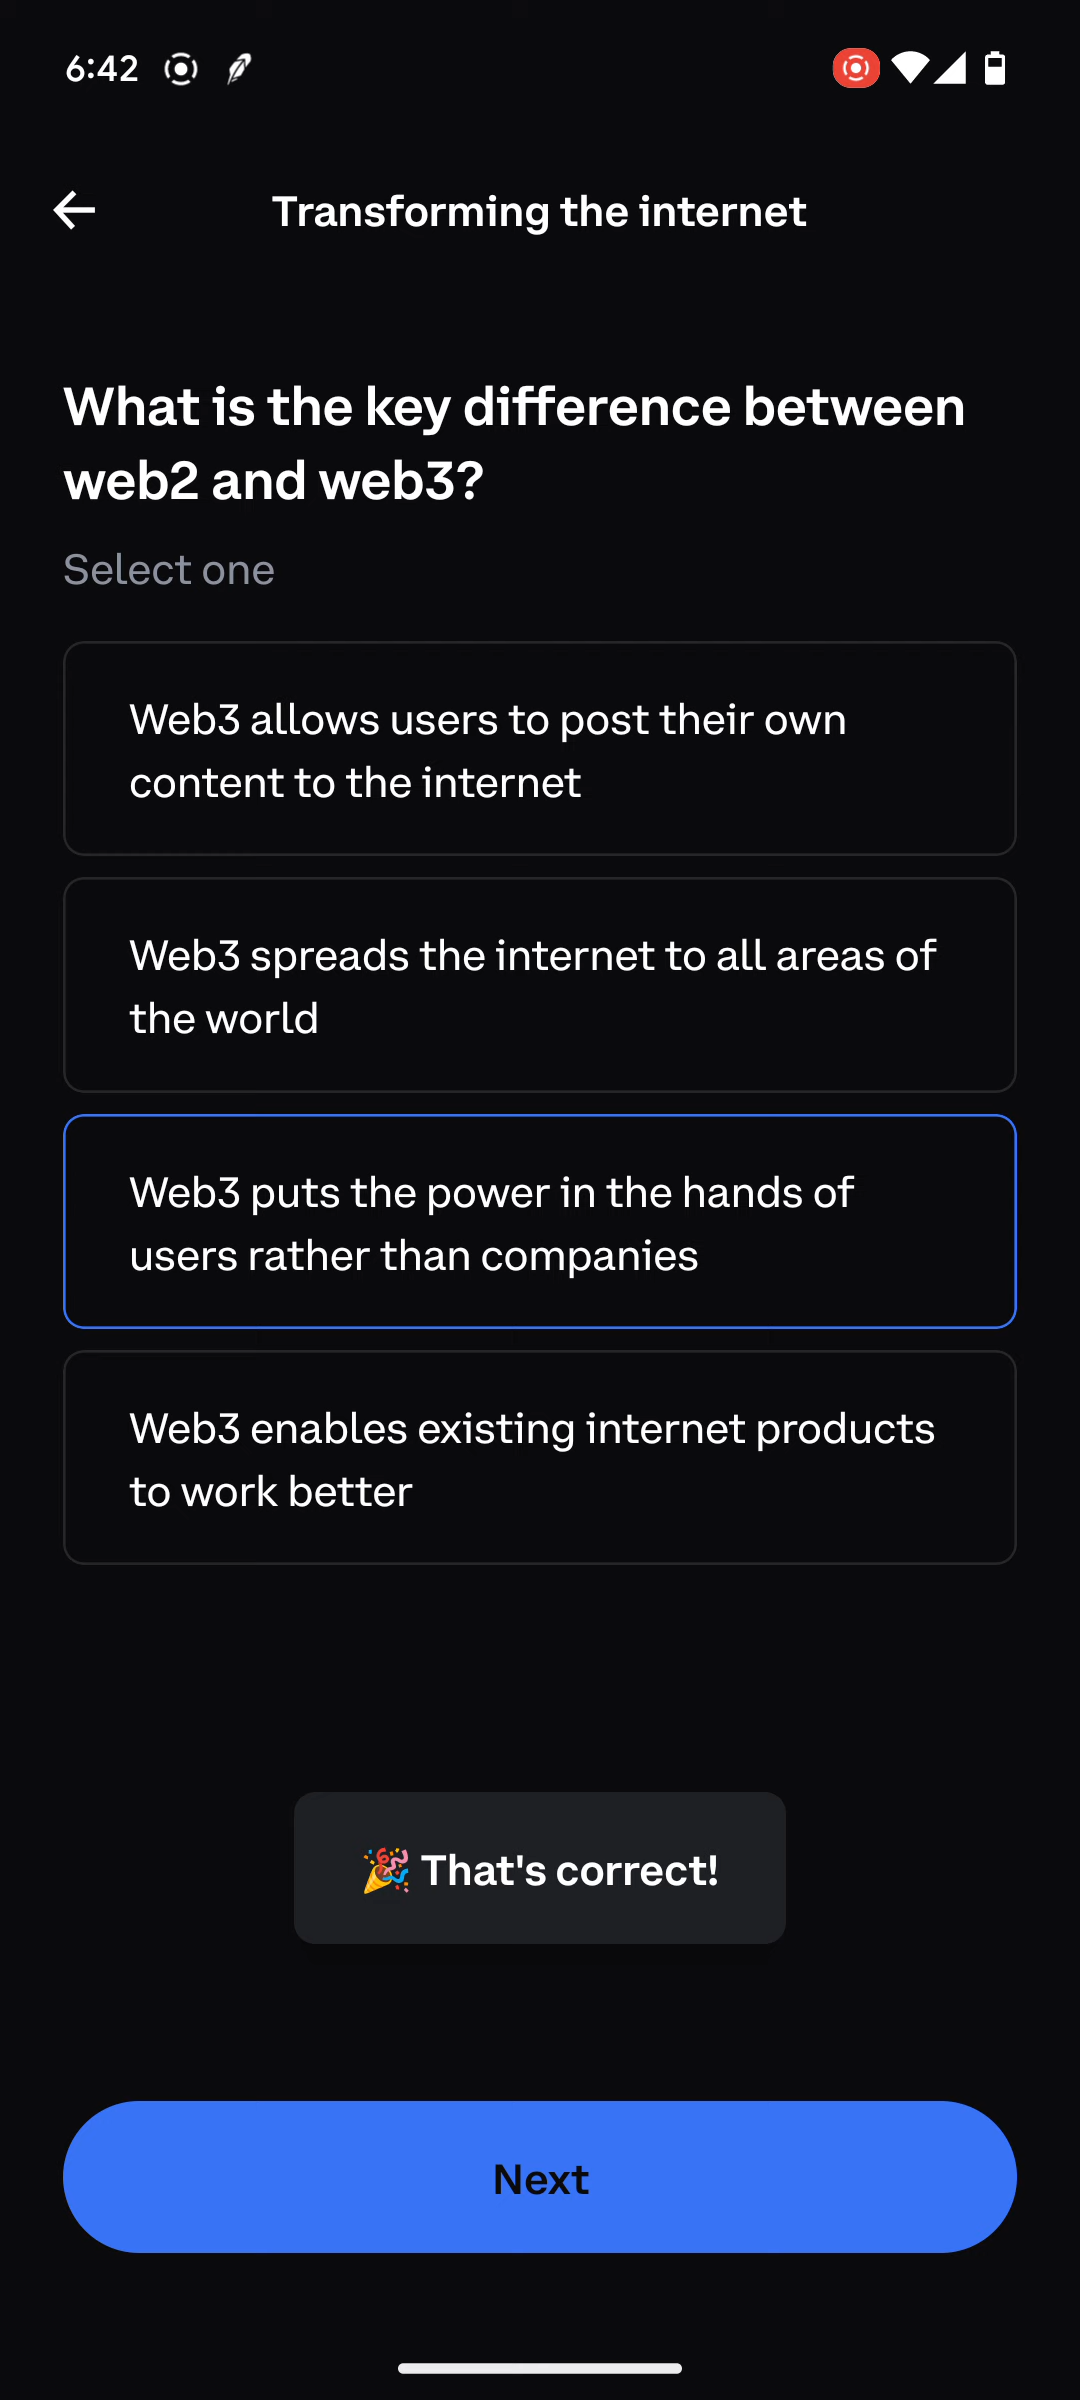 6:42
Transforming the internet
What is the key difference between
web2 and web3?
Select one
Web3 allows users to post their own
content to the internet
Web3 spreads the internet to all areas of
the world
Web3 puts the power in the hands of
users rather than companies
Web3 enables existing internet products
to work better
🎉 That's correct!
Next